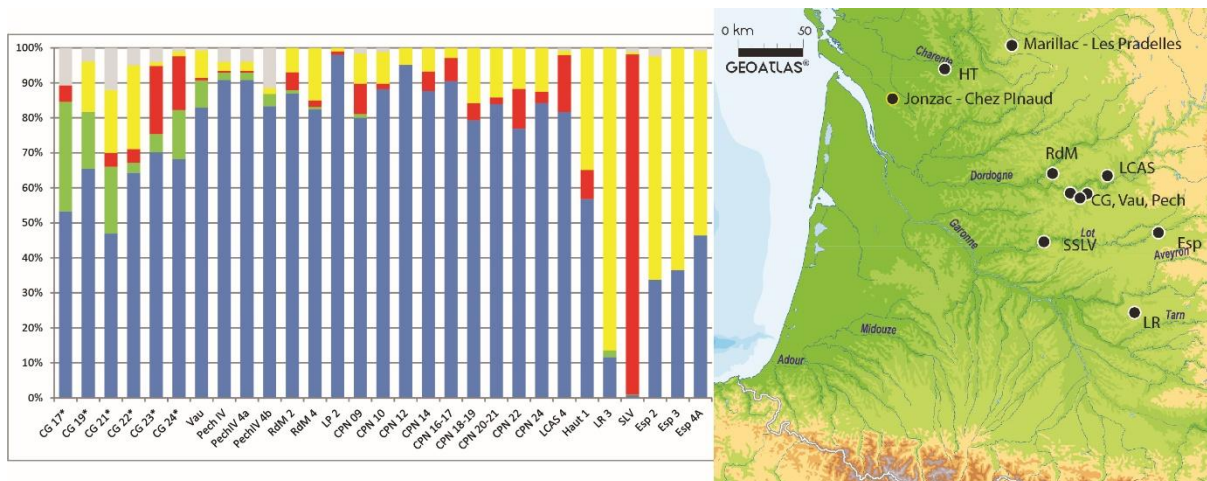 100%
90%
80%
70%
60%
50%
40%
30%
20%
10%
0%
CG 17*
CG 19*
CG 21*
CG 22*
CG 23*
CG 24*
Vau
Pech IV
PechIV 4a
PechIV 4b
RdM 2
RdM 4
LP 2
CPN 09
CPN 10
CPN 12
CPN 14
CPN 16-17
CPN 18-19
CPN 20-21
CPN 22
CPN 24
LCAS 4
Haut 1
LR 3
SLV
Esp 2
Esp 3
Esp 4A
0 km 50
GEOATLAS®
Marillac - Les Pradelles
Charente
HT
Jonzac - Chez PInaud
RdM
LCAS
Dordogne
CG, Vau, Pech
Lot
Garonne
SSLV
Esp
Aveyron
LR
Tarn
Midouze
Adour